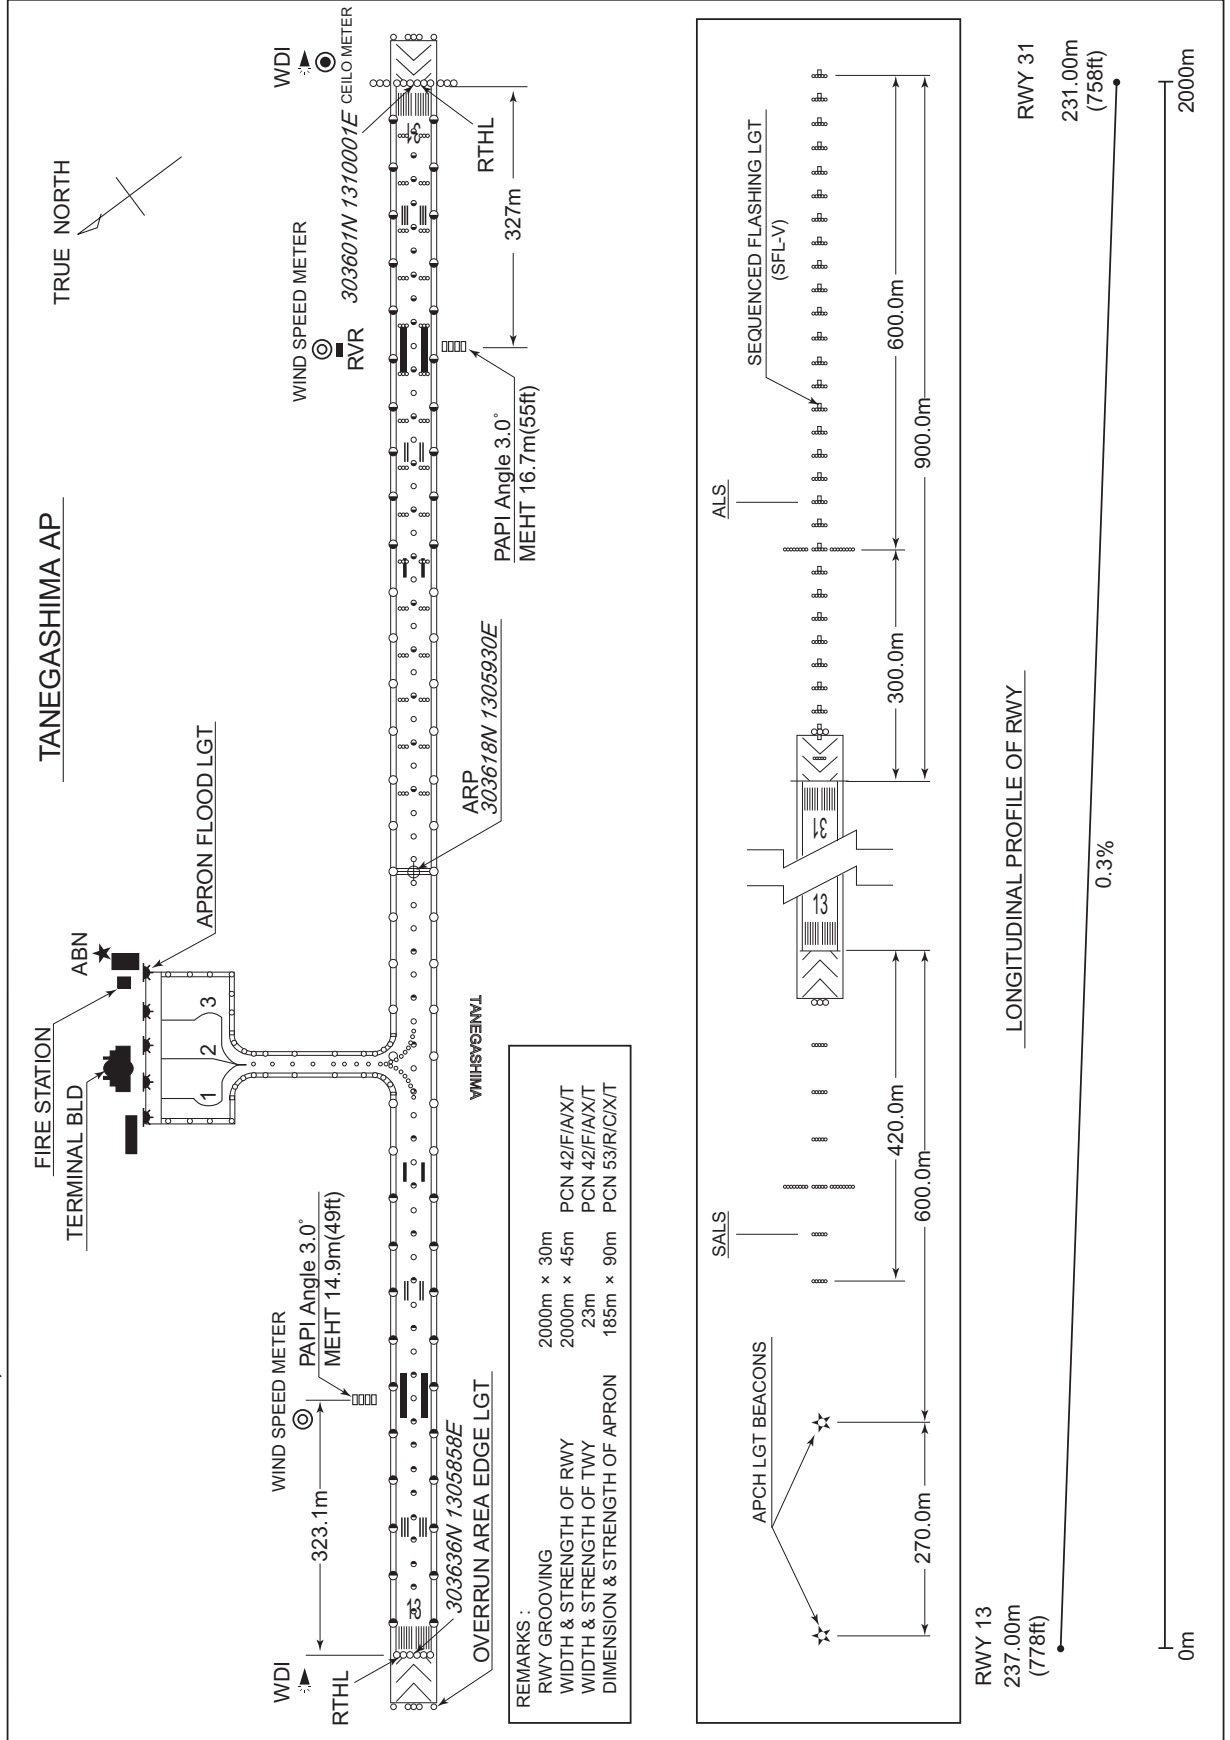 TANEGASHIMA AP
TRUE NORTH
FIRE STATION
TERMINAL BLD
ABN
APRON FLOOD LGT
1
2
3
WDI
WIND SPEED METER
323.1m
PAPI Angle 3.0°
MEHT 14.9m(49ft)
WIND SPEED METER
RVR
WDI
CEILO METER
303601N 1310001E
RTHL
13
303636N 1305858E
OVERRUN AREA EDGE LGT
TANEGASHIMA
ARP
303618N 1305930E
PAPI Angle 3.0°
MEHT 16.7m(55ft)
327m
RTHL
31
REMARKS :
RWY GROOVING 2000m × 30m
WIDTH & STRENGTH OF RWY 2000m × 45m PCN 42/F/A/X/T
WIDTH & STRENGTH OF TWY 23m PCN 42/F/A/X/T
DIMENSION & STRENGTH OF APRON 185m × 90m PCN 53/R/C/X/T
APCH LGT BEACONS
SALS
ALS
SEQUENCED FLASHING LGT
(SFL-V)
13
31
270.0m
600.0m
420.0m
300.0m
600.0m
900.0m
LONGITUDINAL PROFILE OF RWY
RWY 13
237.00m
(778ft)
0.3%
RWY 31
231.00m
(758ft)
0m
2000m